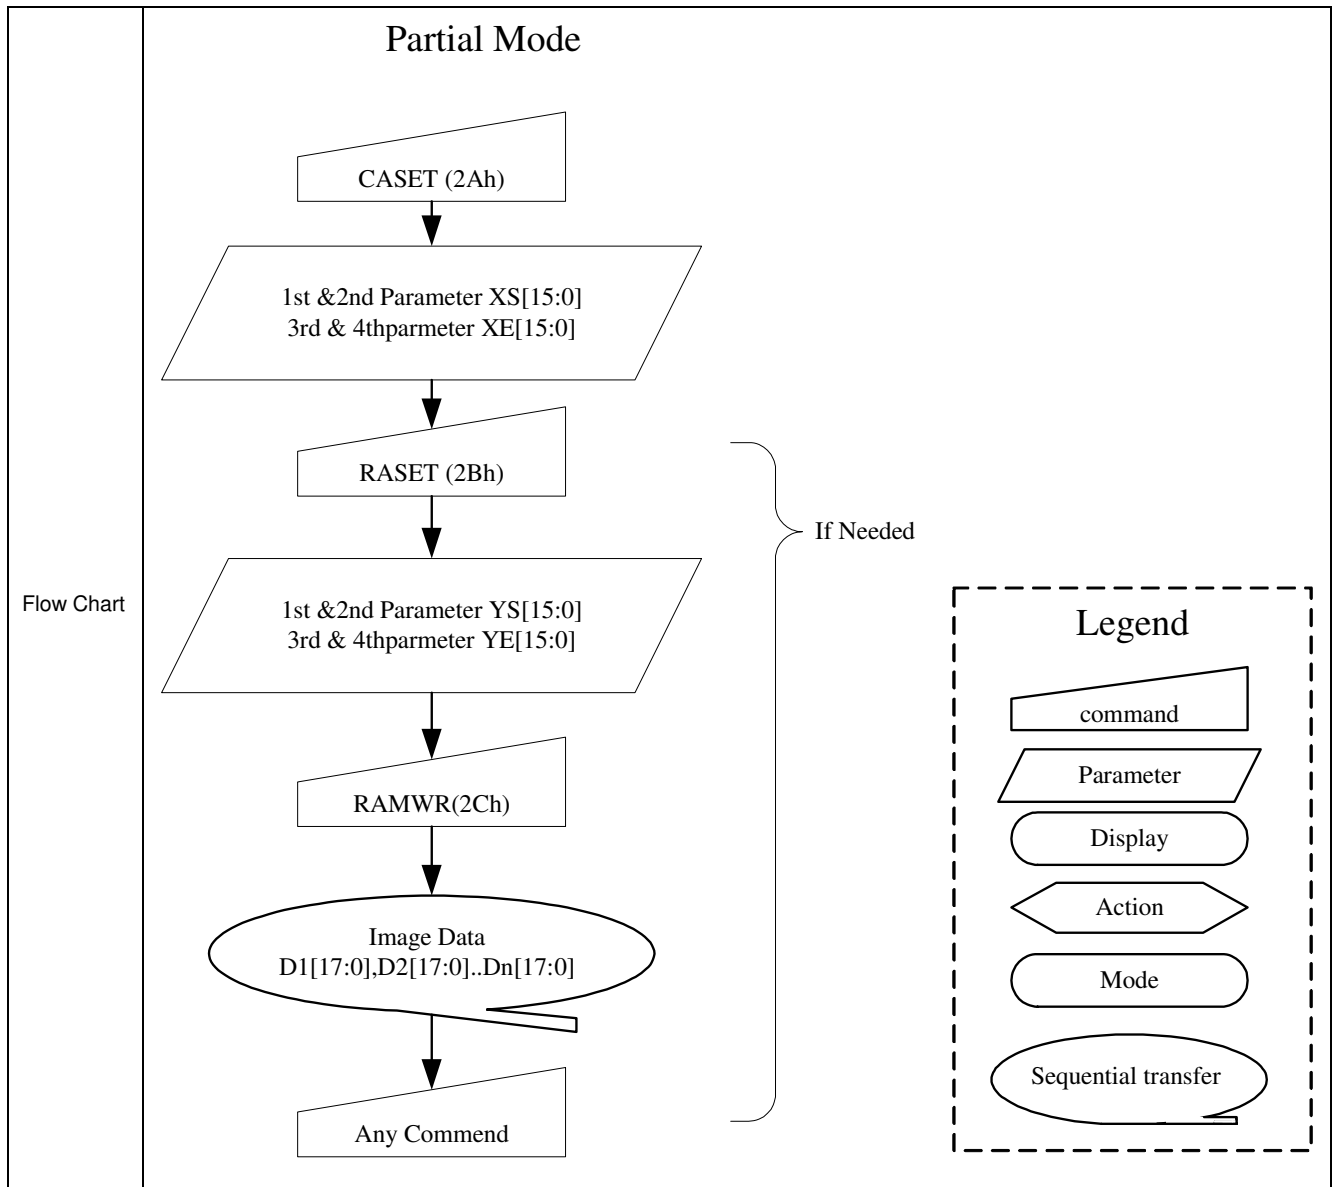 Partial Mode
CASET (2Ah)
1st &2nd Parameter XS[15:0]
3rd & 4thparmeter XE[15:0]
RASET (2Bh)
If Needed
Flow Chart
1st &2nd Parameter YS[15:0]
3rd & 4thparmeter YE[15:0]
RAMWR(2Ch)
Image Data
D1[17:0],D2[17:0]..Dn[17:0]
Any Commend
Legend
command
Parameter
Display
Action
Mode
Sequential transfer